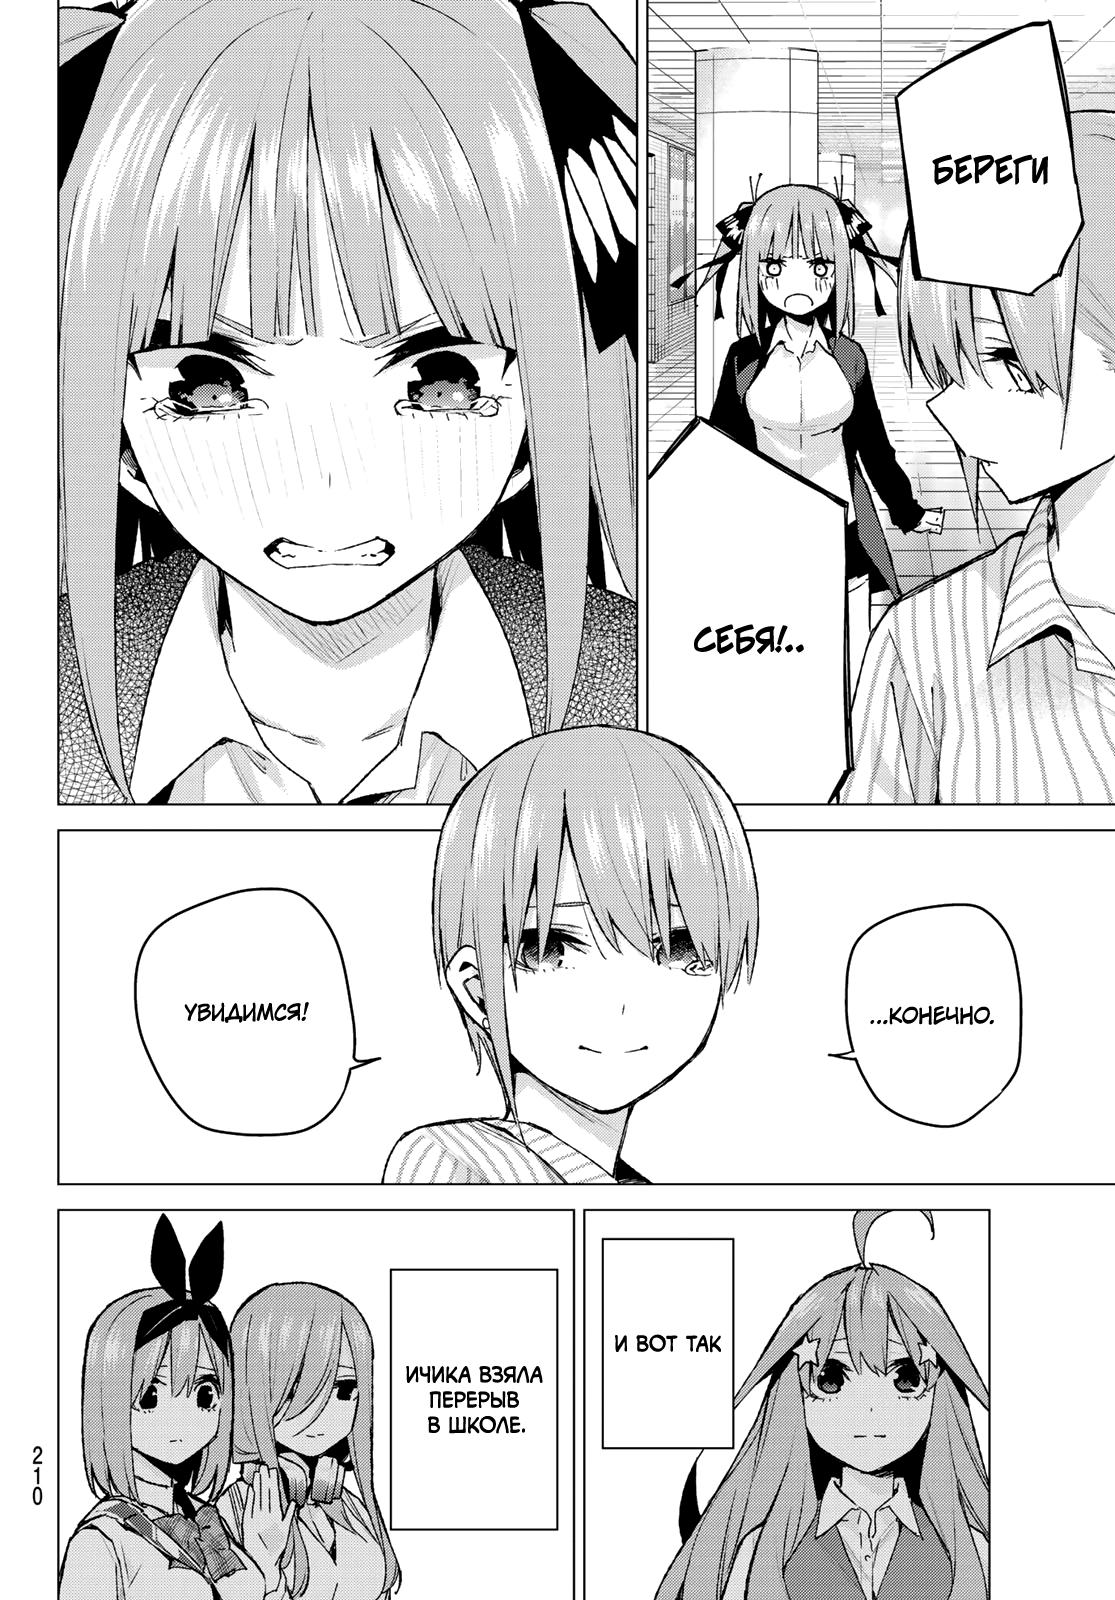 БЕРЕГИ
СЕБЯ!..
...КОНЕЧНО.
УВИДИМСЯ!
И ВОТ ТАК
ИЧИКА ВЗЯЛА
ПЕРЕРЫВ
В ШКОЛЕ.
210